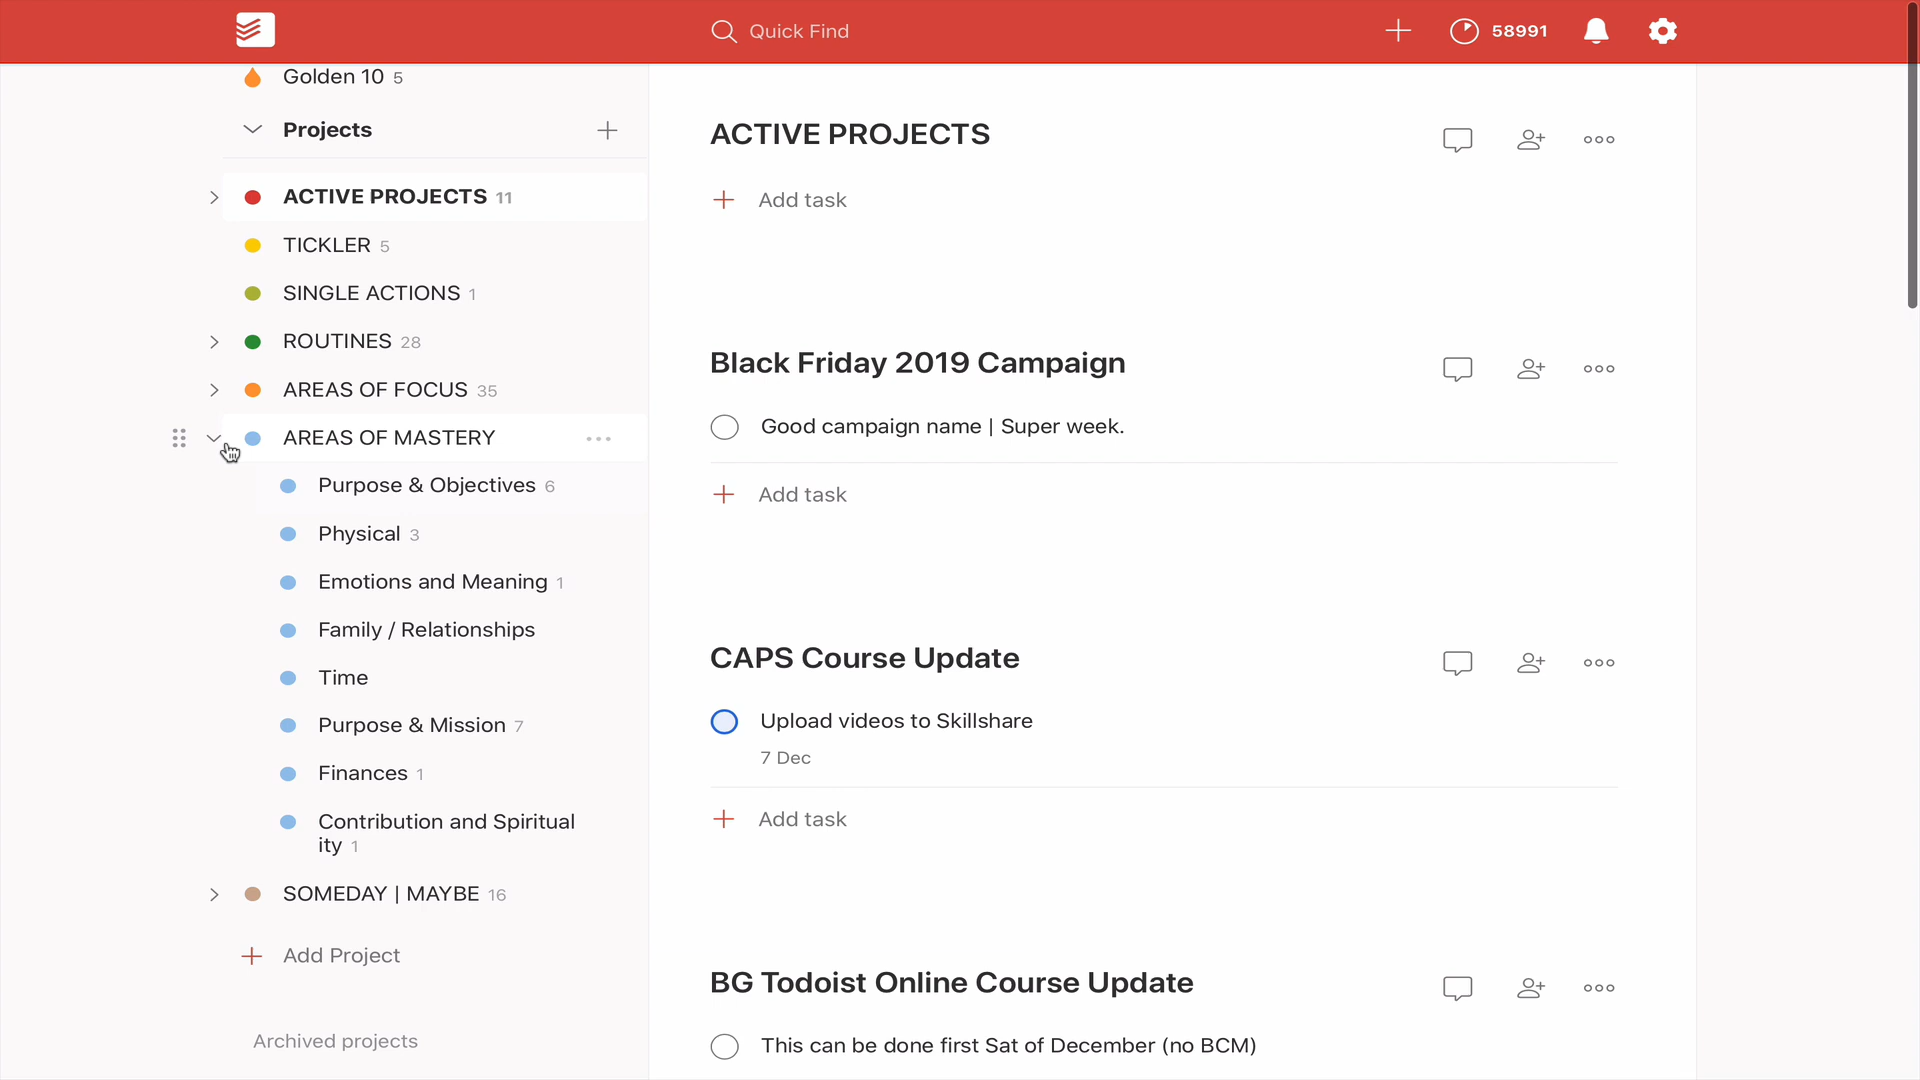 Quick Find
58991
Golden 10 5
Projects
ACTIVE PROJECTS 11
TICKLER 5
SINGLE ACTIONS 1
ROUTINES 28
AREAS OF FOCUS 35
AREAS OF MASTERY
Purpose & Objectives 6
Physical 3
Emotions and Meaning 1
Family / Relationships
Time
Purpose & Mission 7
Finances 1
Contribution and Spiritual
ity 1
SOMEDAY | MAYBE 16
Add Project
Archived projects
ACTIVE PROJECTS
Add task
Black Friday 2019 Campaign
Good campaign name | Super week.
Add task
CAPS Course Update
Upload videos to Skillshare
7 Dec
Add task
BG Todoist Online Course Update
This can be done first Sat of December (no BCM)